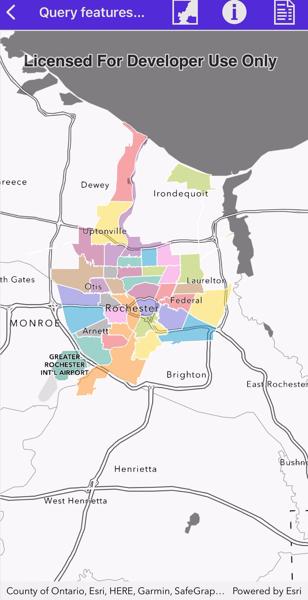 Query features...
Licensed For Developer Use Only
reece
Dewey
Irondequoit
Uptonville
th Gates
Otis
Laurelton
Rochester
Federal
MONROE
Arnett
GREATER
ROCHESTER
INT'L AIRPORT
Brighton
East Rocheste
Henrietta
Bushn
West Henrietta
County of Ontario, Esri, HERE, Garmin, SafeGrap... Powered by Esri